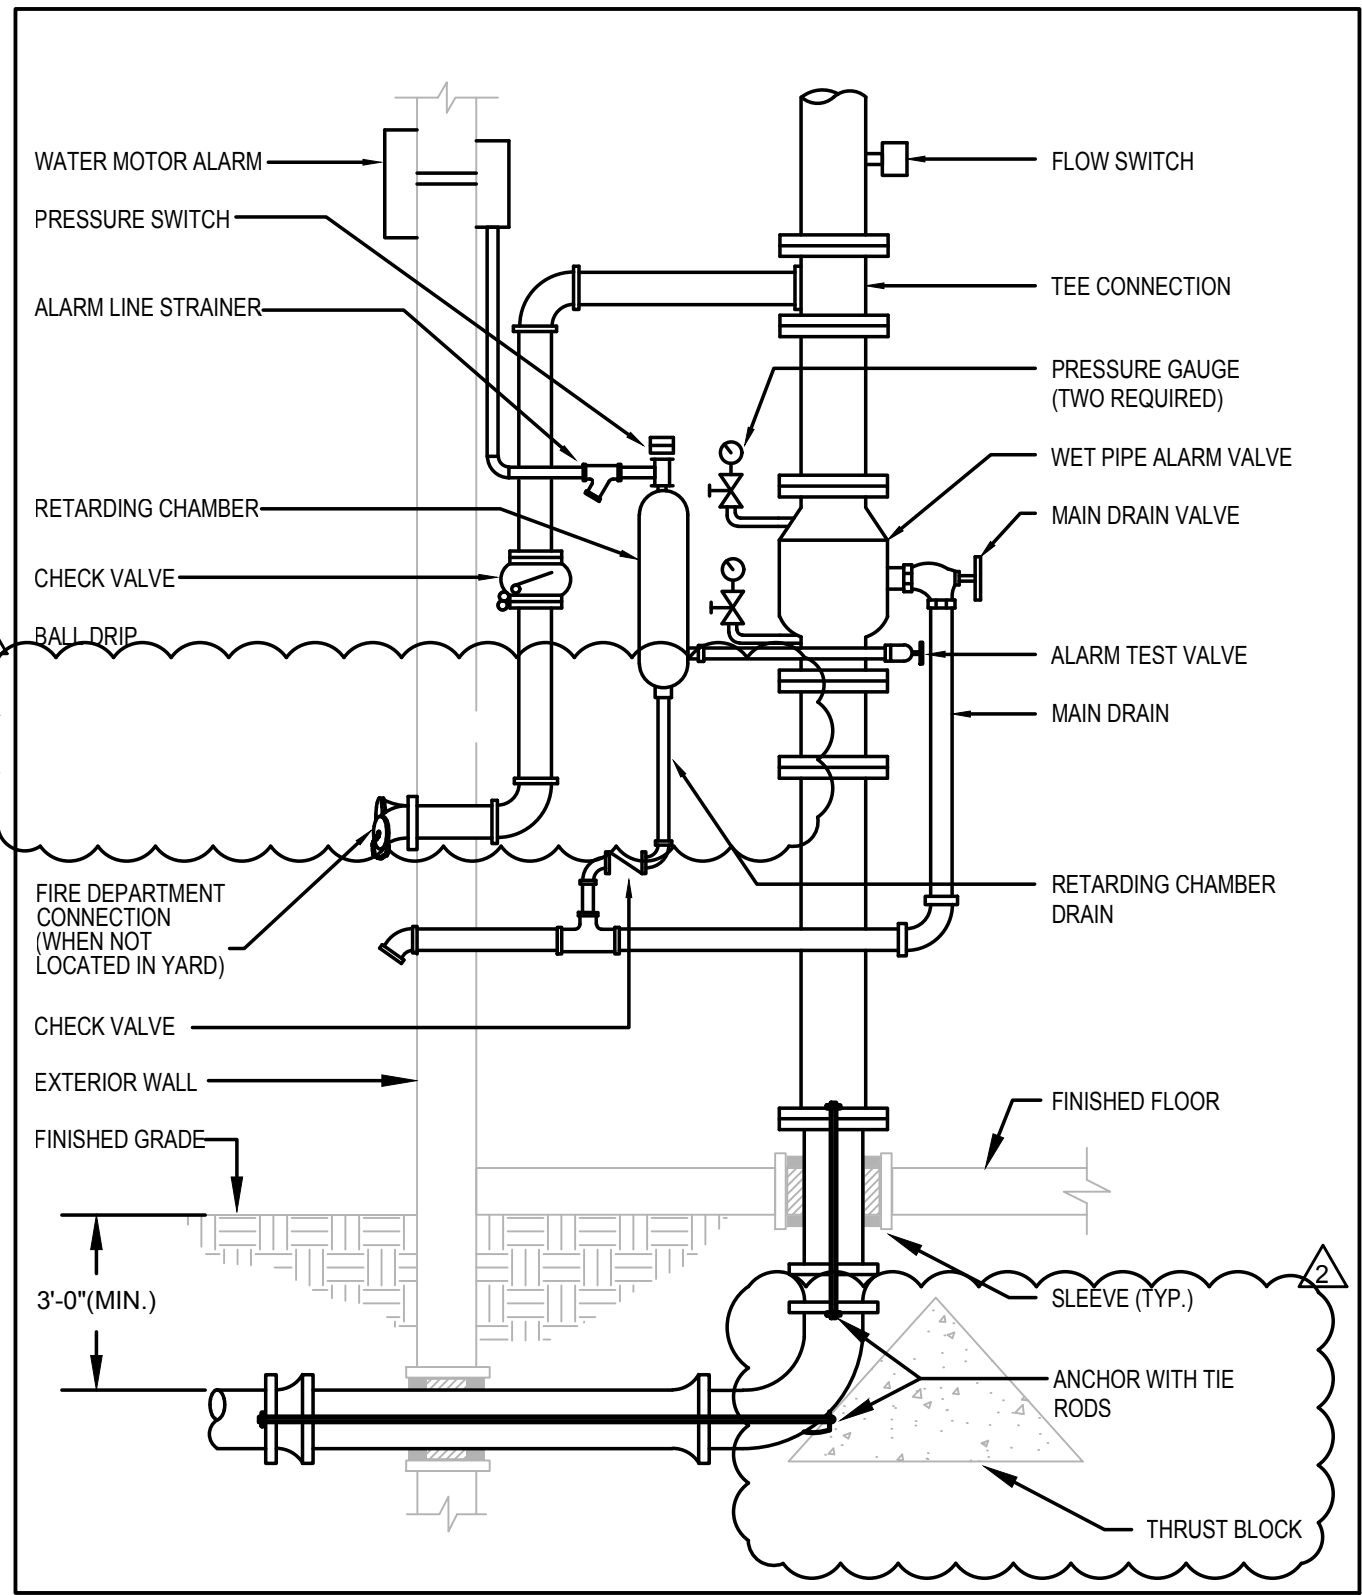 WATER MOTOR ALARM
PRESSURE SWITCH
ALARM LINE STRAINER
RETARDING CHAMBER
CHECK VALVE
BALL DRIP
FIRE DEPARTMENT
CONNECTION
(WHEN NOT
LOCATED IN YARD)
CHECK VALVE
EXTERIOR WALL
FINISHED GRADE
3'-0"(MIN.)
FLOW SWITCH
TEE CONNECTION
PRESSURE GAUGE
(TWO REQUIRED)
WET PIPE ALARM VALVE
MAIN DRAIN VALVE
ALARM TEST VALVE
MAIN DRAIN
RETARDING CHAMBER
DRAIN
FINISHED FLOOR
2
SLEEVE (TYP.)
ANCHOR WITH TIE
RODS
THRUST BLOCK